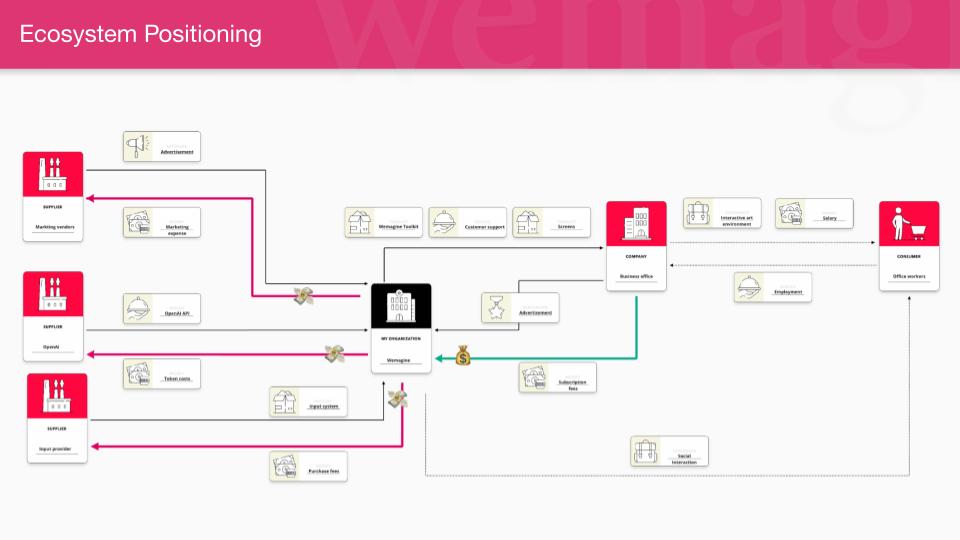 Ecosystem Positioning
wemagi
Advertisement
SUPPLIER
Marketing vendors
Marketing
expense
Wemagine Toolkit
Customer support
Screens
COMPANY
Business office
Interactive art
environment
Salary
CONSUMER
Office workers
Employment
SUPPLIER
OpenAI
OpenAI API
MY ORGANIZATION
Wemagine
Advertisement
Token costs
Subscription
fees
SUPPLIER
Input provider
Input system
Purchase fees
Social
interaction